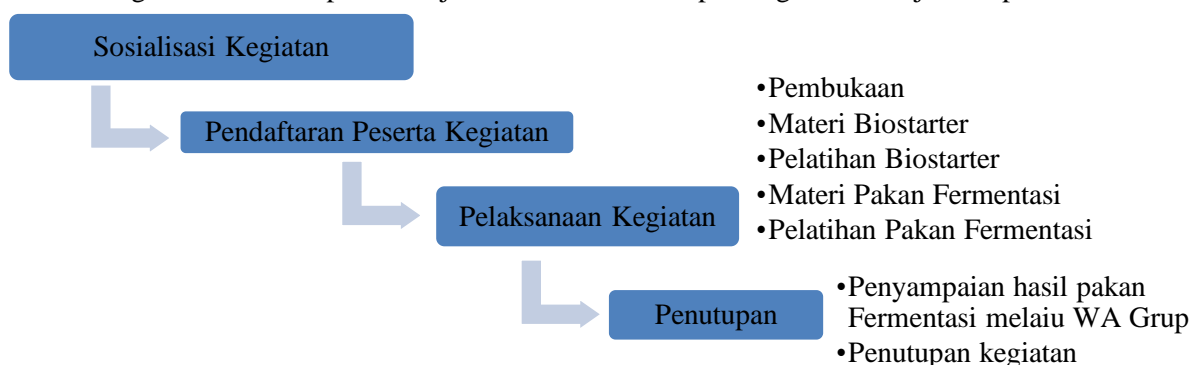 Sosialisasi Kegiatan
Pendaftaran Peserta Kegiatan
Pelaksanaan Kegiatan
•Pembukaan
•Materi Biostarter
•Pelatihan Biostarter
•Materi Pakan Fermentasi
•Pelatihan Pakan Fermentasi
Penutupan
•Penyampaian hasil pakan
Fermentasi melaiu WA Grup
•Penutupan kegiatan